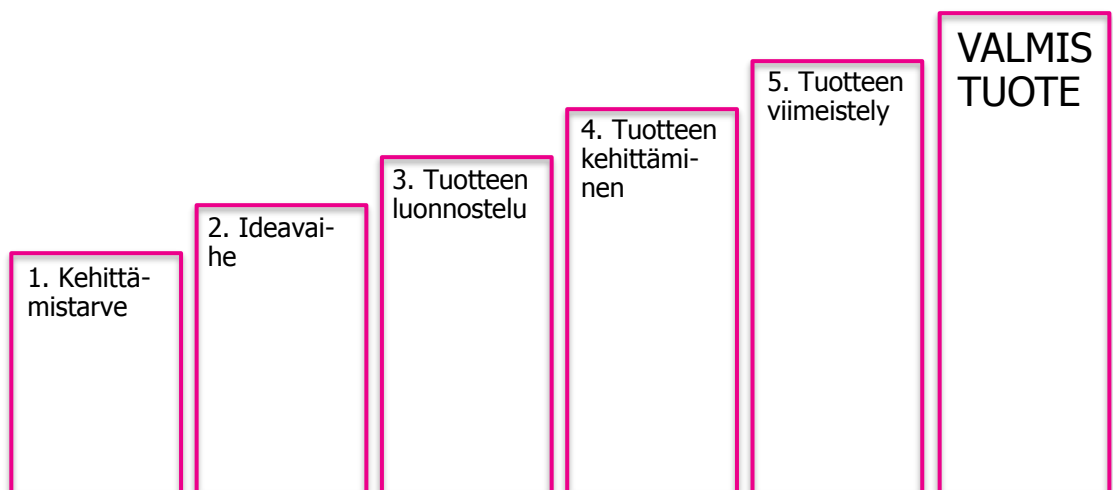 1. Kehittä-
mistarve
2. Ideavai-
he
3. Tuotteen
luonnostelu
4. Tuotteen
kehittämi-
nen
5. Tuotteen
viimeistely
VALMIS
TUOTE